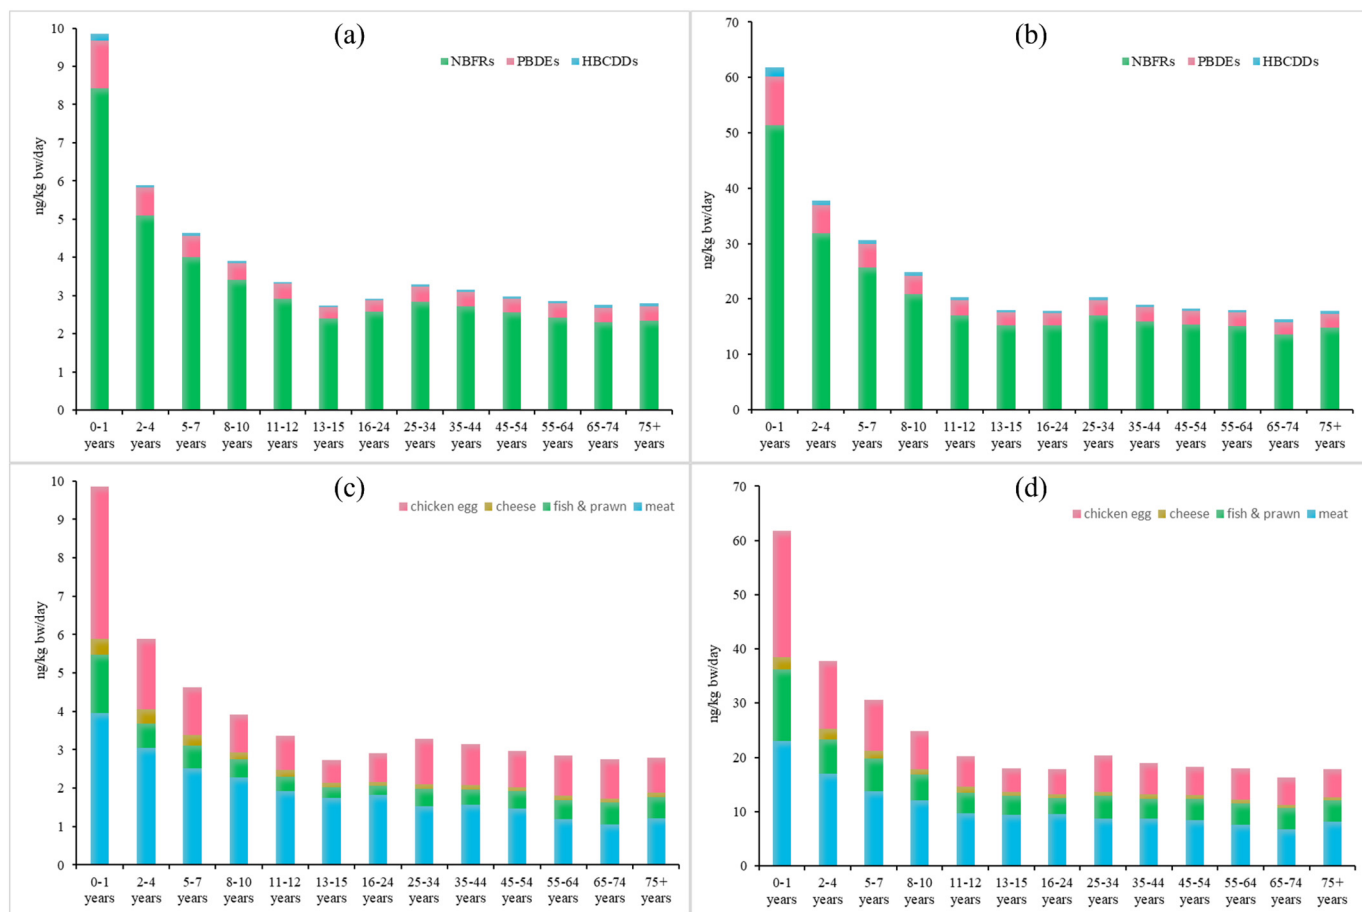 (a)
NBFRs PBDEs HBCDDs
ng/kg bw/day
10
9
8
7
6
5
4
3
2
1
0
0-1 2-4 5-7 8-10 11-12 13-15 16-24 25-34 35-44 45-54 55-64 65-74 75+
years years years years years years years years years years years years years
(b)
NBFRs PBDEs HBCDDs
ng/kg bw/day
70
60
50
40
30
20
10
0
0-1 2-4 5-7 8-10 11-12 13-15 16-24 25-34 35-44 45-54 55-64 65-74 75+
years years years years years years years years years years years years years
(c)
chicken egg cheese fish & prawn meat
ng/kg bw/day
10
9
8
7
6
5
4
3
2
1
0
0-1 2-4 5-7 8-10 11-12 13-15 16-24 25-34 35-44 45-54 55-64 65-74 75+
years years years years years years years years years years years years years
(d)
chicken egg cheese fish & prawn meat
ng/kg bw/day
70
60
50
40
30
20
10
0
0-1 2-4 5-7 8-10 11-12 13-15 16-24 25-34 35-44 45-54 55-64 65-74 75+
years years years years years years years years years years years years years